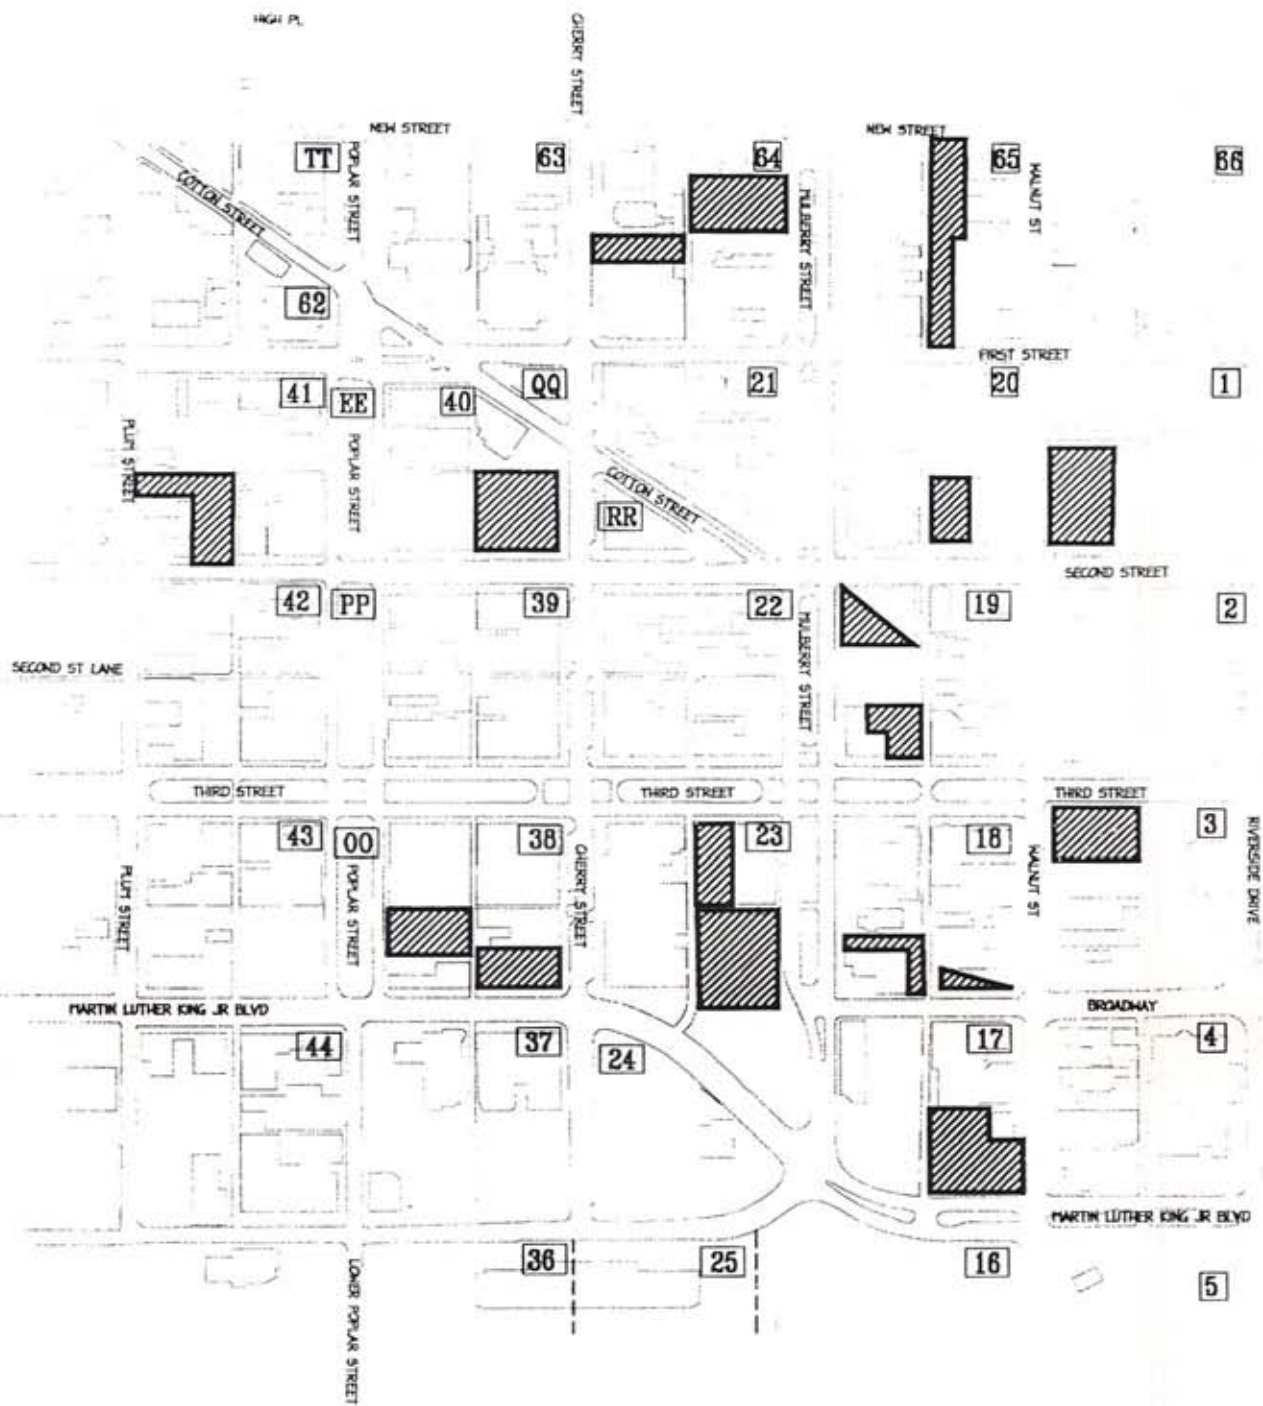 HIGH PL
CHERRY STREET
NEW STREET
NEW STREET
TT
63
64
65
66
POPLAR STREET
COTTON STREET
MULBERRY STREET
WALNUT ST
62
FIRST STREET
41
EE
40
QQ
21
20
1
PLUM STREET
POPLAR STREET
COTTON STREET
RR
SECOND STREET
42
PP
39
22
19
2
MULBERRY STREET
SECOND ST LANE
THIRD STREET
THIRD STREET
THIRD STREET
43
OO
38
23
18
3
RIVERSIDE DRIVE
PLUM STREET
POPLAR STREET
CHERRY STREET
WALNUT ST
MARTIN LUTHER KING JR BLVD
BROADWAY
44
37
24
17
4
MARTIN LUTHER KING JR BLVD
36
25
16
5
LOWER POPLAR STREET